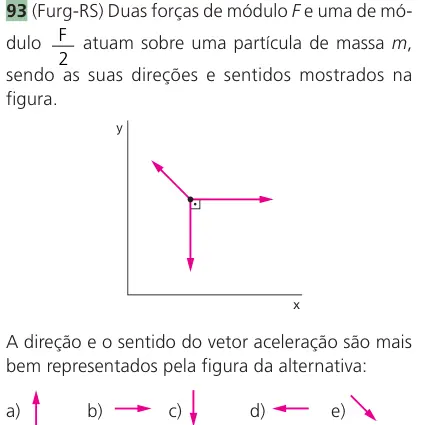 93 (Furg-RS) Duas forças de módulo F e uma de mó-
dulo F/2 atuam sobre uma partícula de massa m,
sendo as suas direções e sentidos mostrados na
figura.
y
x
A direção e o sentido do vetor aceleração são mais
bem representados pela figura da alternativa:
a) b) c) d) e)